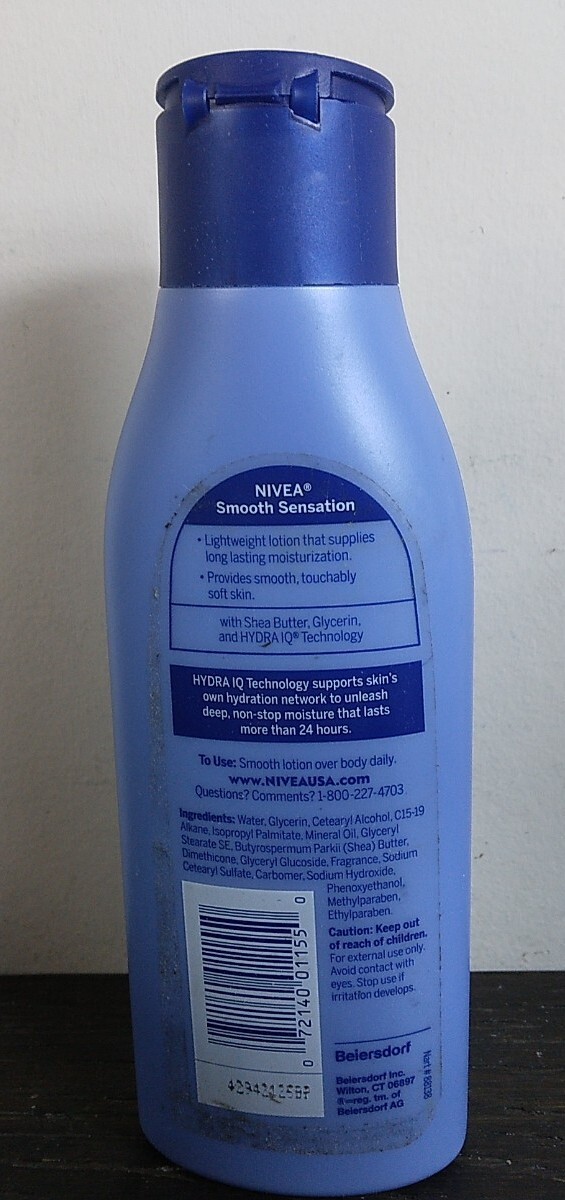 NIVEA®
Smooth Sensation
• Lightweight lotion that supplies
long lasting moisturization.
• Provides smooth, touchably
soft skin.
with Shea Butter, Glycerin,
and HYDRA IQ® Technology
HYDRA IQ Technology supports skin's
own hydration network to unleash
deep, non-stop moisture that lasts
more than 24 hours.
To Use: Smooth lotion over body daily.
www.NIVEAUSA.com
Questions? Comments? 1-800-227-4703
Ingredients: Water, Glycerin, Cetearyl Alcohol, C15-19
Alkane, Isopropyl Palmitate, Mineral Oil, Glyceryl
Stearate SE, Butyrospermum Parkii (Shea) Butter,
Dimethicone, Glyceryl Glucoside, Fragrance, Sodium
Cetearyl Sulfate, Carbomer, Sodium Hydroxide,
Phenoxyethanol,
Methylparaben,
Ethylparaben.
Caution: Keep out
of reach of children.
For external use only.
Avoid contact with
eyes. Stop use if
irritation develops.
0 72140 01155 0
Beiersdorf
Beiersdorf Inc.
Wilton, CT 06897
®=reg. tm. of
Beiersdorf AG